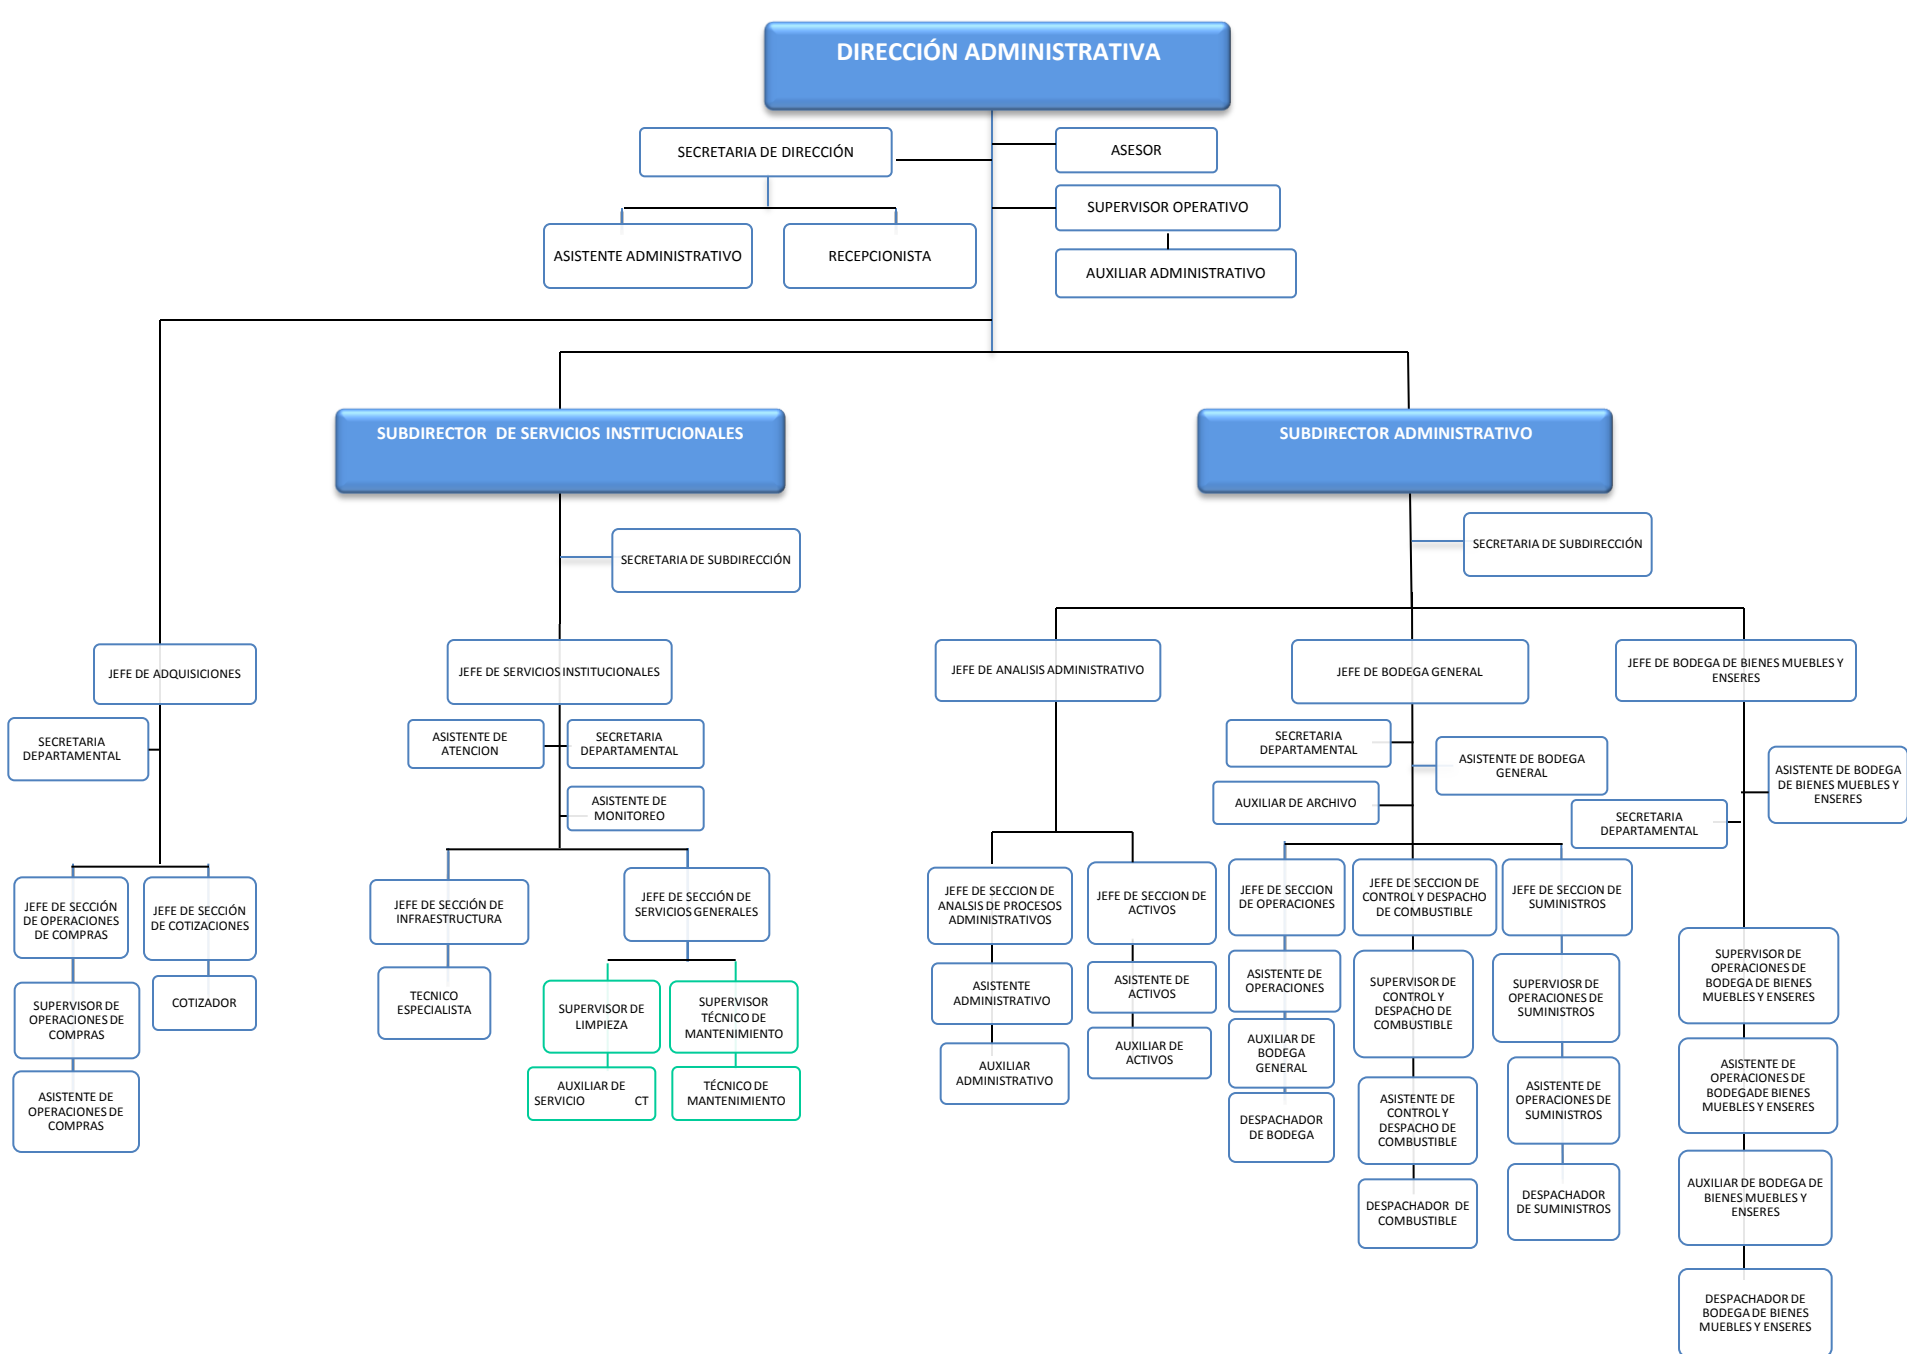 DIRECCIÓN ADMINISTRATIVA
SECRETARIA DE DIRECCIÓN
ASESOR
SUPERVISOR OPERATIVO
ASISTENTE ADMINISTRATIVO
RECEPCIONISTA
AUXILIAR ADMINISTRATIVO
SUBDIRECTOR DE SERVICIOS INSTITUCIONALES
SUBDIRECTOR ADMINISTRATIVO
SECRETARIA DE SUBDIRECCIÓN
SECRETARIA DE SUBDIRECCIÓN
JEFE DE ADQUISICIONES
JEFE DE SERVICIOS INSTITUCIONALES
JEFE DE ANALISIS ADMINISTRATIVO
JEFE DE BODEGA GENERAL
JEFE DE BODEGA DE BIENES MUEBLES Y
ENSERES
SECRETARIA
DEPARTAMENTAL
ASISTENTE DE
ATENCION
SECRETARIA
DEPARTAMENTAL
SECRETARIA
DEPARTAMENTAL
ASISTENTE DE BODEGA
GENERAL
ASISTENTE DE BODEGA
DE BIENES MUEBLES Y
ENSERES
ASISTENTE DE
MONITOREO
AUXILIAR DE ARCHIVO
SECRETARIA
DEPARTAMENTAL
JEFE DE SECCIÓN
DE OPERACIONES
DE COMPRAS
JEFE DE SECCIÓN
DE COTIZACIONES
JEFE DE SECCIÓN DE
INFRAESTRUCTURA
JEFE DE SECCIÓN DE
SERVICIOS GENERALES
JEFE DE SECCION DE
ANALSIS DE PROCESOS
ADMINISTRATIVOS
JEFE DE SECCION DE
ACTIVOS
JEFE DE SECCION
DE OPERACIONES
JEFE DE SECCION DE
CONTROL Y DESPACHO
DE COMBUSTIBLE
JEFE DE SECCION DE
SUMINISTROS
SUPERVISOR DE
OPERACIONES DE
BODEGA DE BIENES
MUEBLES Y ENSERES
SUPERVISOR DE
OPERACIONES DE
COMPRAS
COTIZADOR
TECNICO
ESPECIALISTA
SUPERVISOR DE
LIMPIEZA
SUPERVISOR
TÉCNICO DE
MANTENIMIENTO
ASISTENTE
ADMINISTRATIVO
ASISTENTE DE
ACTIVOS
ASISTENTE DE
OPERACIONES
SUPERVISOR DE
CONTROL Y
DESPACHO DE
COMBUSTIBLE
SUPERVIOSR DE
OPERACIONES DE
SUMINISTROS
ASISTENTE DE
OPERACIONES DE
COMPRAS
AUXILIAR DE
SERVICIO CT
TÉCNICO DE
MANTENIMIENTO
AUXILIAR
ADMINISTRATIVO
AUXILIAR DE
ACTIVOS
AUXILIAR DE
BODEGA
GENERAL
ASISTENTE DE
CONTROL Y
DESPACHO DE
COMBUSTIBLE
ASISTENTE DE
OPERACIONES DE
SUMINISTROS
ASISTENTE DE
OPERACIONES DE
BODEGADE BIENES
MUEBLES Y ENSERES
DESPACHADOR
DE BODEGA
DESPACHADOR DE
COMBUSTIBLE
DESPACHADOR
DE SUMINISTROS
AUXILIAR DE BODEGA DE
BIENES MUEBLES Y
ENSERES
DESPACHADOR DE
BODEGA DE BIENES
MUEBLES Y ENSERES